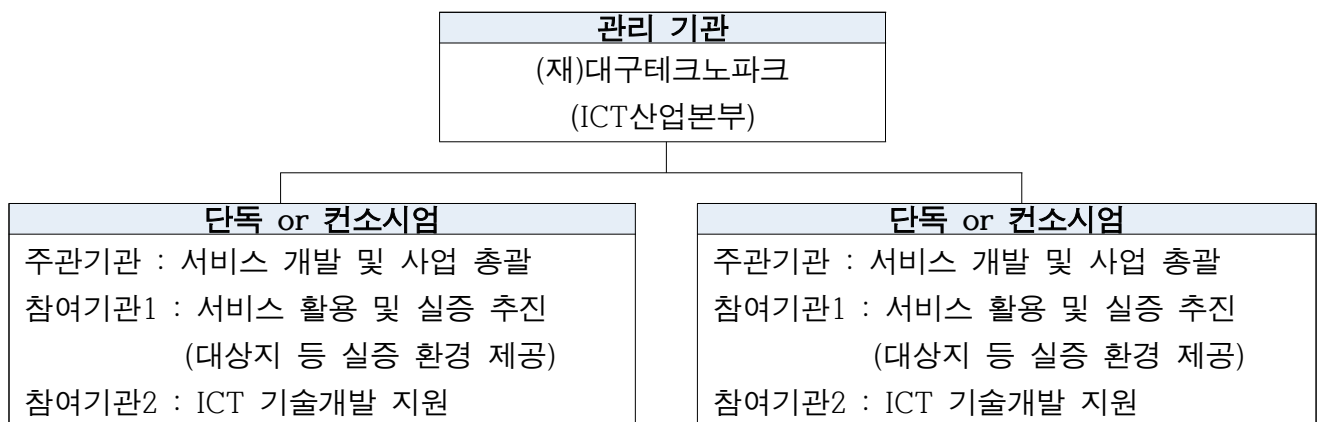 관리 기관
(재)대구테크노파크
(ICT산업본부)
단독 or 컨소시엄
주관기관 : 서비스 개발 및 사업 총괄
참여기관1 : 서비스 활용 및 실증 추진
(대상지 등 실증 환경 제공)
참여기관2 : ICT 기술개발 지원
단독 or 컨소시엄
주관기관 : 서비스 개발 및 사업 총괄
참여기관1 : 서비스 활용 및 실증 추진
(대상지 등 실증 환경 제공)
참여기관2 : ICT 기술개발 지원